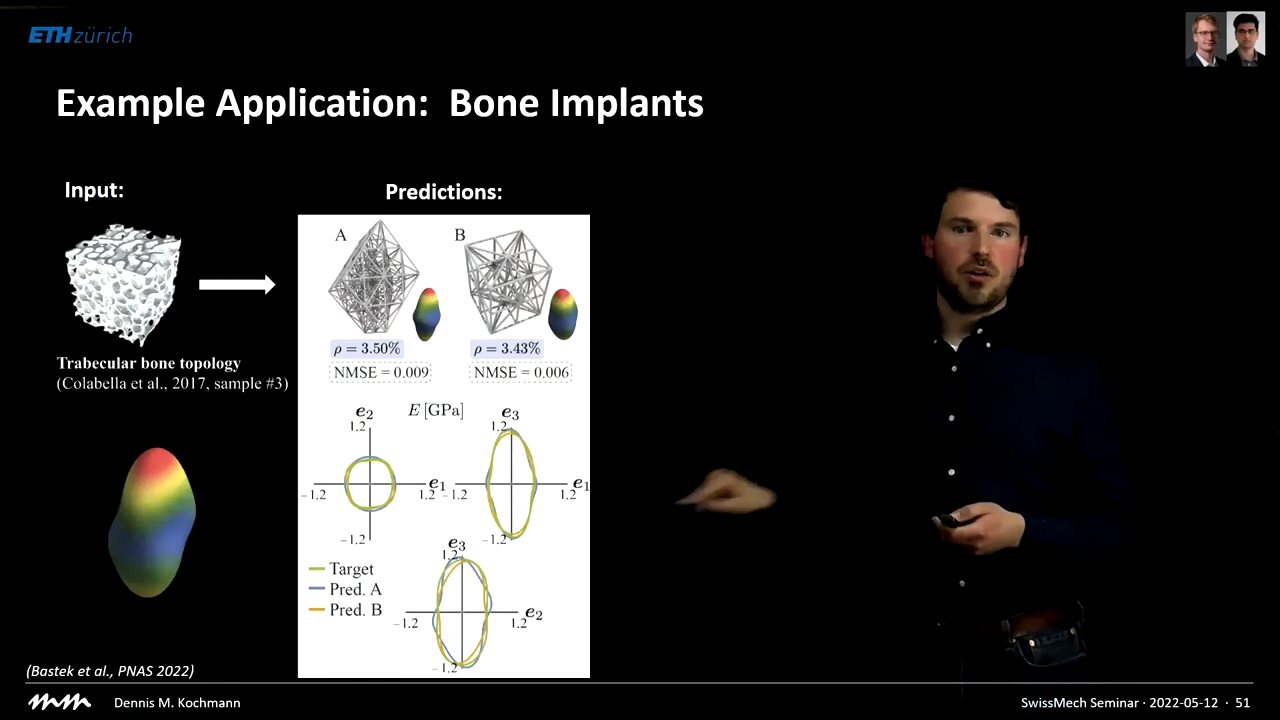 ETH zürich
Example Application: Bone Implants
Input:
Predictions:
A
B
ρ = 3.50%
ρ = 3.43%
NMSE = 0.009
NMSE = 0.006
Trabecular bone topology
(Colabella et al., 2017, sample #3)
e₂
E [GPa]
e₃
1.2
1.2
e₁
e₁
−1.2
1.2
−1.2
1.2
−1.2
−1.2
e₃
1.2
Target
Pred. A
Pred. B
e₂
−1.2
1.2
−1.2
(Bastek et al., PNAS 2022)
Dennis M. Kochmann
SwissMech Seminar · 2022-05-12 · 51